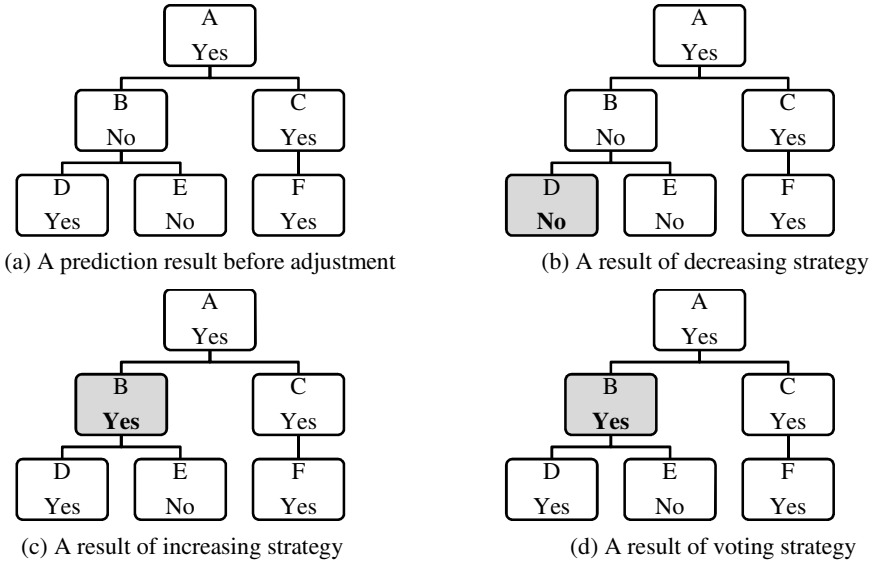 A
Yes
B
No
C
Yes
D
Yes
E
No
F
Yes
(a) A prediction result before adjustment
A
Yes
B
No
C
Yes
D
No
E
No
F
Yes
(b) A result of decreasing strategy
A
Yes
B
Yes
C
Yes
D
Yes
E
No
F
Yes
(c) A result of increasing strategy
A
Yes
B
Yes
C
Yes
D
Yes
E
No
F
Yes
(d) A result of voting strategy